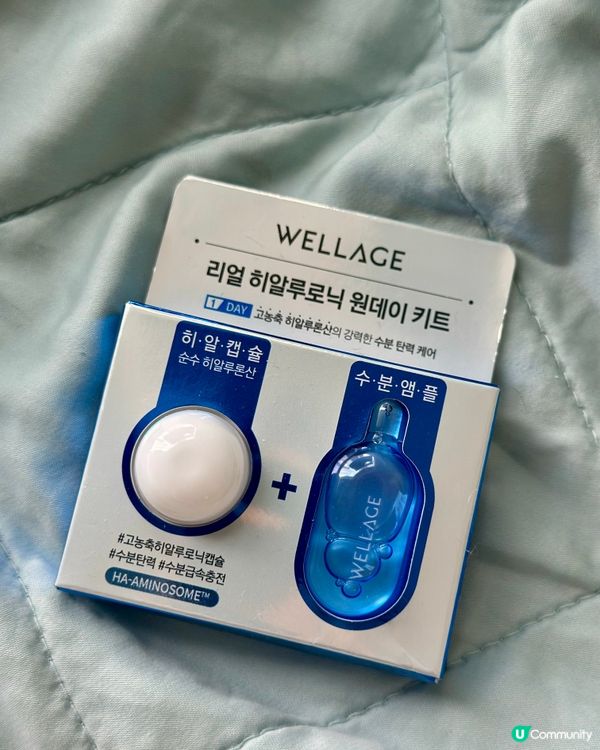 WELLAGE
리얼 히알루로닉 원데이 키트
1 DAY 고농축 히알루론산의 강력한 수분 탄력 케어
히·알·캡·슐
순수 히알루론산
수·분·앰·플
+
WELLAGE
#고농축히알루로닉캡슐
#수분탄력 #수분급속충전
HA-AMINOSOME™
U Community